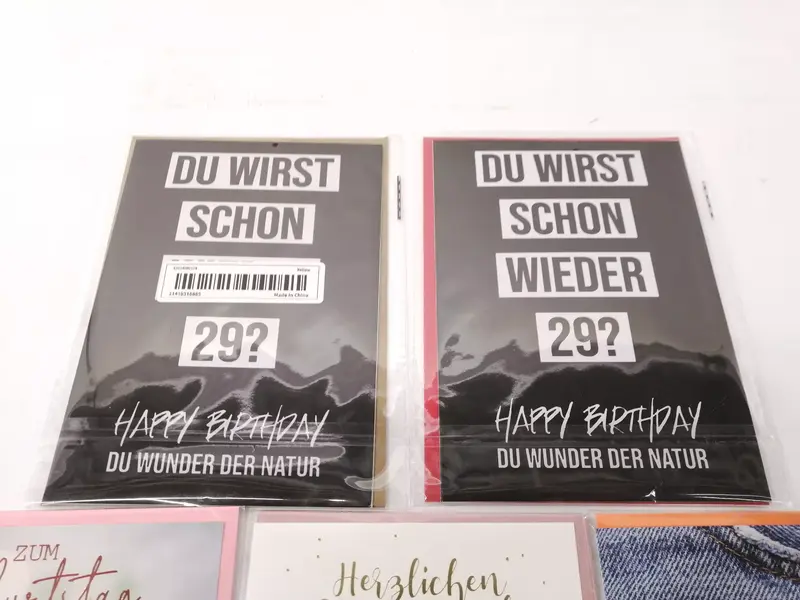 DU WIRST
SCHON
Made In China
29?
HAPPY BIRTHDAY
DU WUNDER DER NATUR
DU WIRST
SCHON
WIEDER
29?
HAPPY BIRTHDAY
DU WUNDER DER NATUR
ZUM
Herzlichen